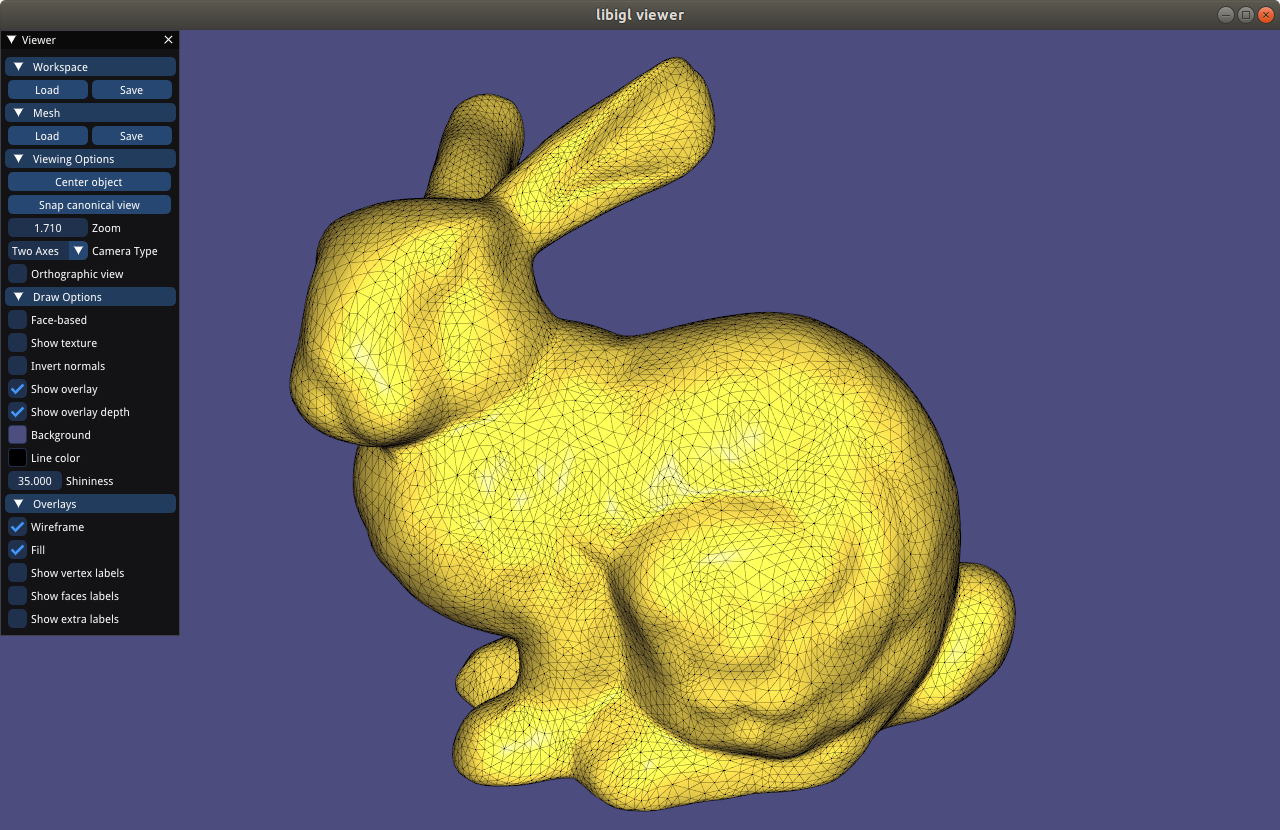 libigl viewer
Viewer
Workspace
Load Save
Mesh
Load Save
Viewing Options
Center object
Snap canonical view
1.710 Zoom
Two Axes Camera Type
Orthographic view
Draw Options
Face-based
Show texture
Invert normals
Show overlay
Show overlay depth
Background
Line color
35.000 Shininess
Overlays
Wireframe
Fill
Show vertex labels
Show faces labels
Show extra labels